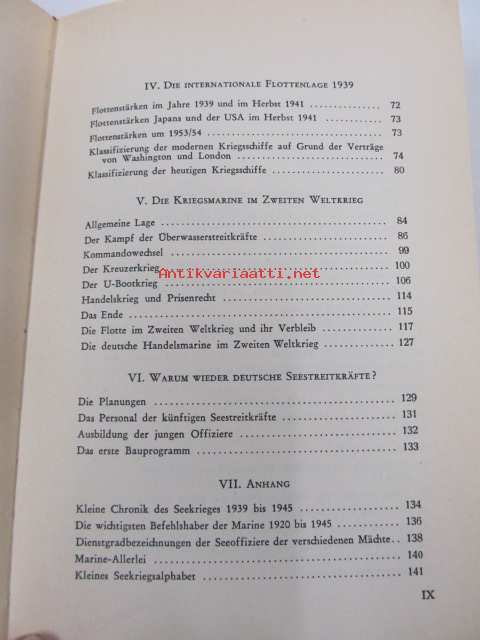 IV. Die internationale Flottenlage 1939
Flottenstärken im Jahre 1939 und im Herbst 1941 ................ 72
Flottenstärken Japans und der USA im Herbst 1941 ............. 73
Flottenstärken um 1953/54 ........................................ 73
Klassifizierung der modernen Kriegsschiffe auf Grund der Verträge
von Washington und London ................................... 74
Klassifizierung der heutigen Kriegsschiffe ......................... 80
V. Die Kriegsmarine im Zweiten Weltkrieg
Allgemeine Lage ................................................... 84
Der Kampf der Überwasserstreitkräfte ............................ 86
Kommandowechsel ................................................ 99
Der Kreuzerkrieg ................................................. 100
Antikvariaatti.net
Der U-Bootkrieg .................................................. 106
Handelskrieg und Prisenrecht ..................................... 114
Das Ende .......................................................... 115
Die Flotte im Zweiten Weltkrieg und ihr Verbleib ............... 117
Die deutsche Handelsmarine im Zweiten Weltkrieg ............... 127
VI. Warum wieder deutsche Seestreitkräfte?
Die Planungen ..................................................... 129
Das Personal der künftigen Seestreitkräfte ........................ 131
Ausbildung der jungen Offiziere .................................. 132
Das erste Bauprogramm ........................................... 133
VII. Anhang
Kleine Chronik des Seekrieges 1939 bis 1945 ..................... 134
Die wichtigsten Befehlshaber der Marine 1920 bis 1945 .......... 136
Dienstgradbezeichnungen der Seeoffiziere der verschiedenen Mächte.. 138
Marine-Allerlei .................................................... 140
Kleines Seekriegsalphabet ......................................... 141
IX